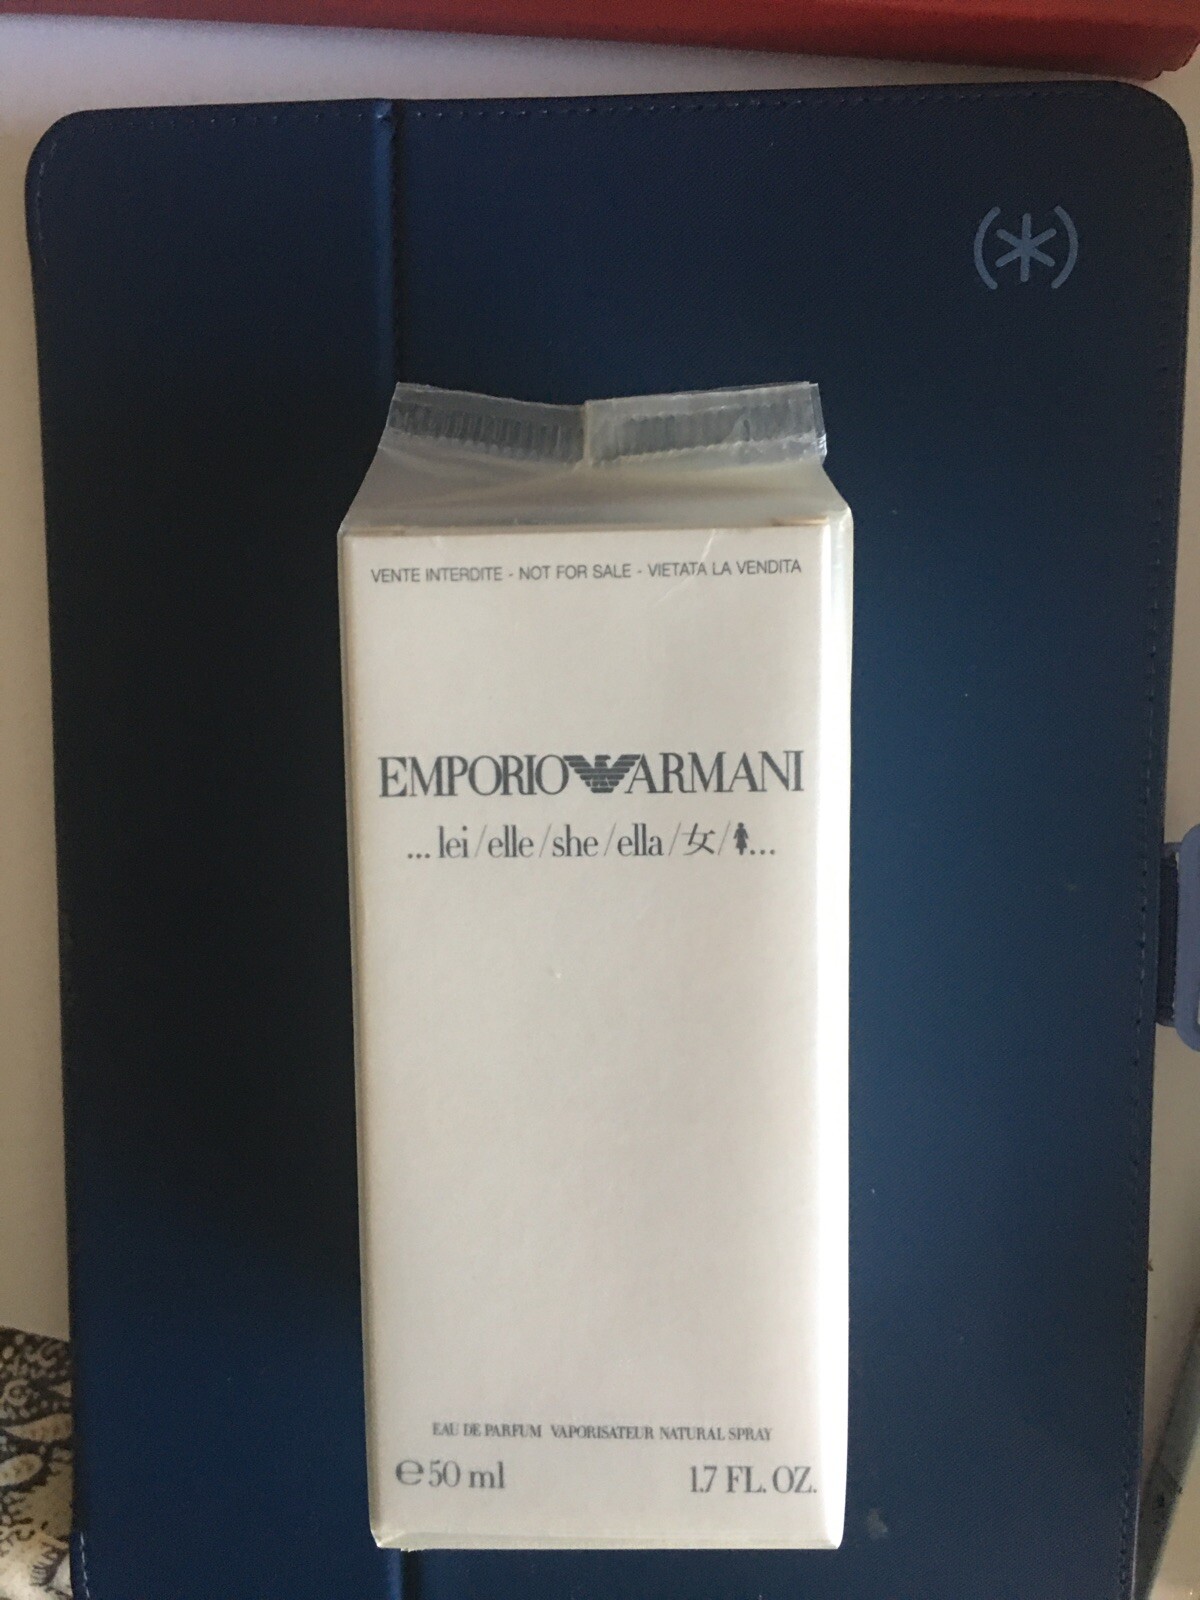 VENTE INTERDITE - NOT FOR SALE - VIETATA LA VENDITA
EMPORIO ARMANI
... lei / elle / she / ella / 女 / ...
EAU DE PARFUM VAPORISATEUR NATURAL SPRAY
℮ 50 ml 1.7 FL. OZ.